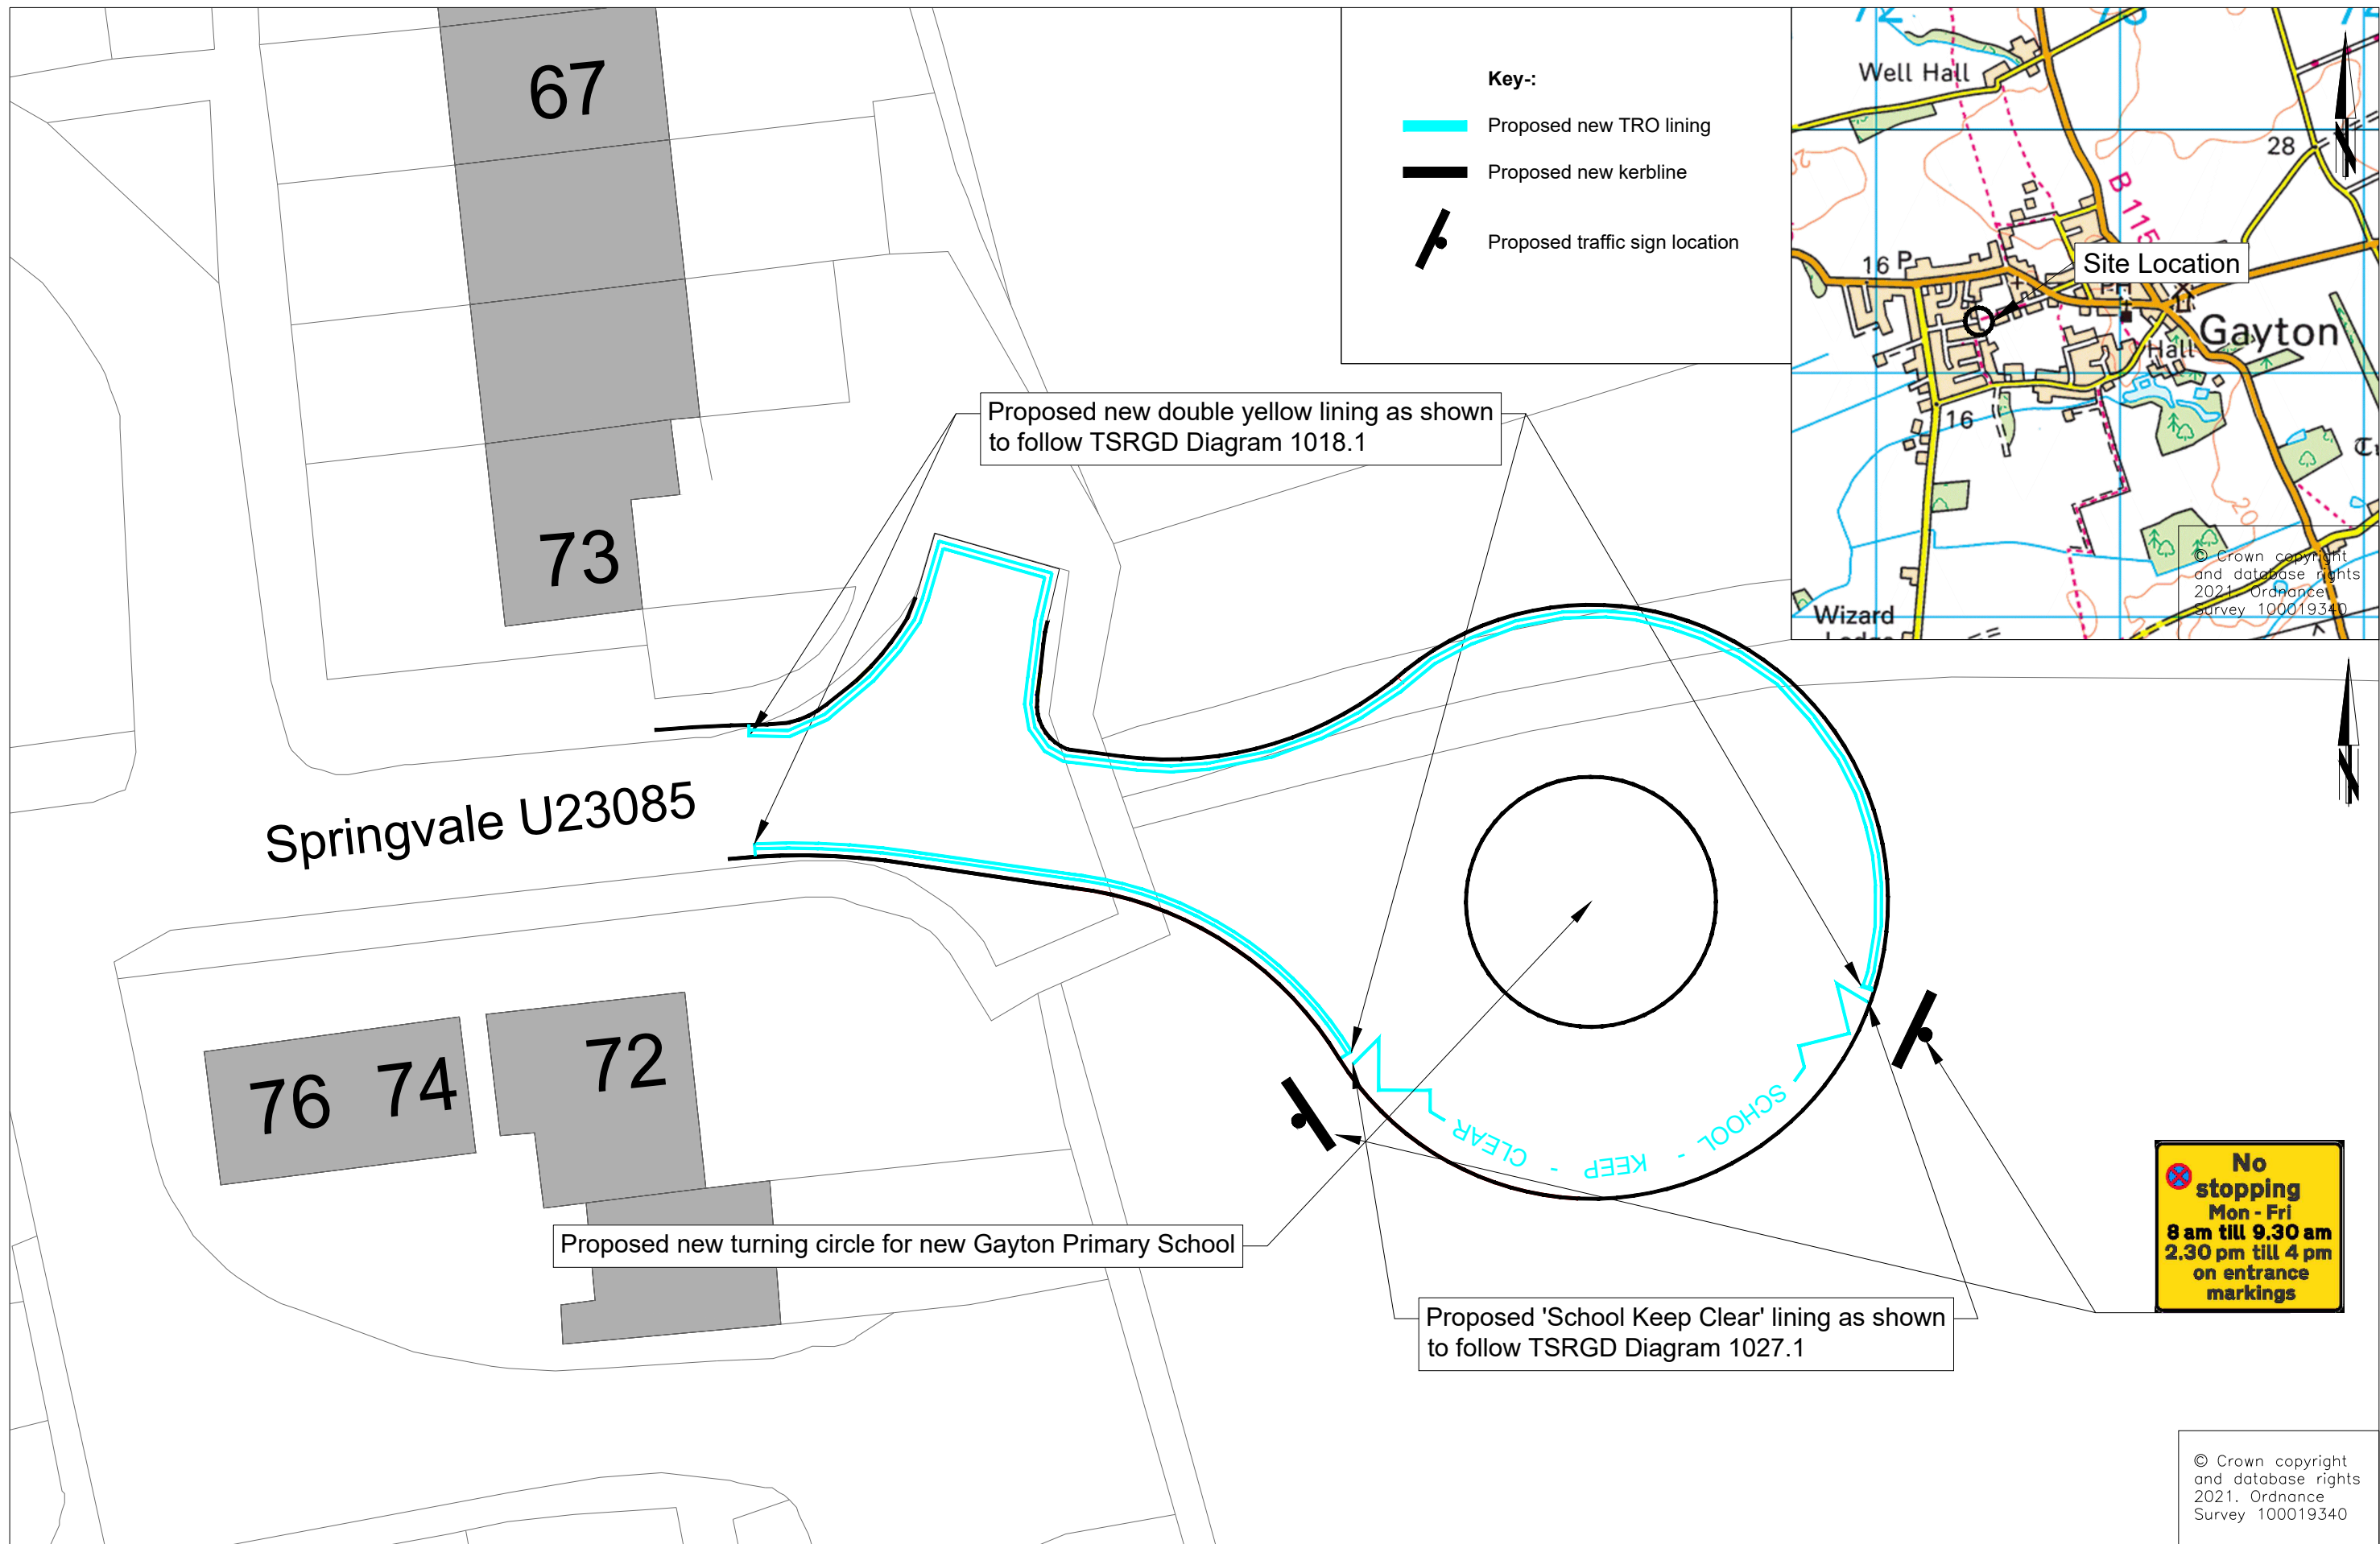 67
73
Springvale U23085
76
74
72
Key-:
Proposed new TRO lining
Proposed new kerbline
Proposed traffic sign location
Proposed new double yellow lining as shown
to follow TSRGD Diagram 1018.1
Proposed new turning circle for new Gayton Primary School
Proposed 'School Keep Clear' lining as shown
to follow TSRGD Diagram 1027.1
SCHOOL - KEEP - CLEAR
No
stopping
Mon - Fri
8 am till 9.30 am
2.30 pm till 4 pm
on entrance
markings
Well Hall
28
16 P
Site Location
Gayton
Hall
16
20
Wizard
N
N
© Crown copyright
and database rights
2021. Ordnance
Survey 100019340
© Crown copyright
and database rights
2021. Ordnance
Survey 100019340